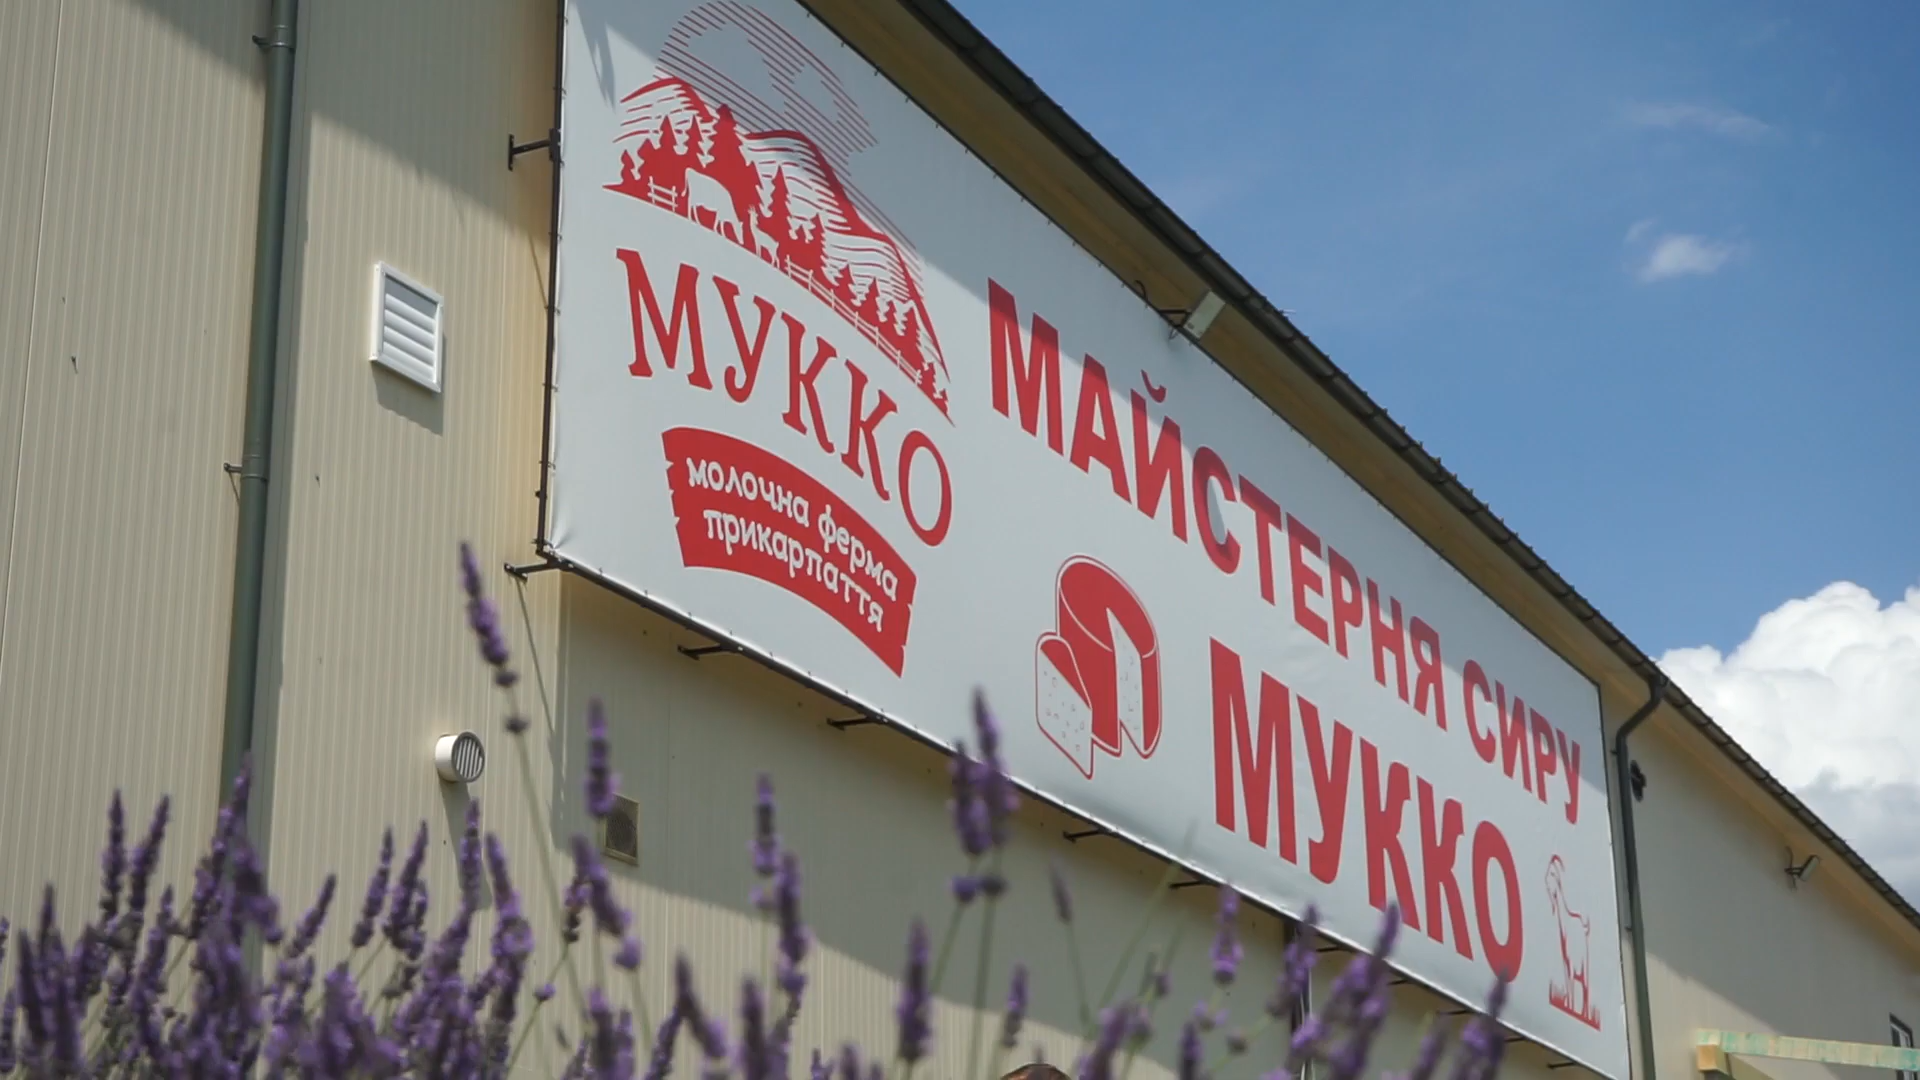 МУККО
молочна ферма
прикарпаття
МАЙСТЕРНЯ СИРУ
МУККО